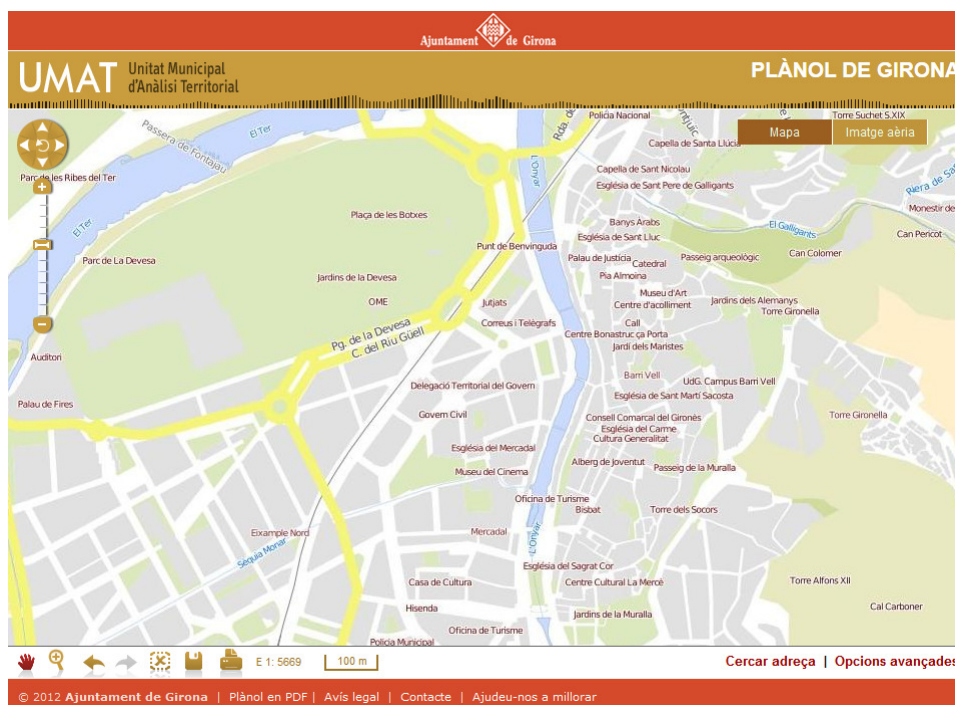 Ajuntament de Girona
UMAT Unitat Municipal
d'Anàlisi Territorial
PLÀNOL DE GIRONA
Mapa
Imatge aèria
Policia Nacional
Torre Suchet S.XIX
Passera de Fontajau
El Ter
Rda. de
Capella de Santa Llúcia
Parc de les Ribes del Ter
L'Onyar
Capella de Sant Nicolau
Església de Sant Pere de Galligants
Riera de Sa
Monestir de
Plaça de les Botxes
Banys Àrabs
El Galligants
El Ter
Església de Sant Lluc
Can Pericot
Punt de Benvinguda
Parc de La Devesa
Palau de Justícia
Catedral
Passeig arqueològic
Can Colomer
Jardins de la Devesa
Pia Almoina
OME
Jutjats
Museu d'Art
Centre d'acolliment
Jardins dels Alemanys
Torre Gironella
Pg. de la Devesa
C. del Riu Güell
Correus i Telègrafs
Call
Centre Bonastruc ça Porta
Jardí dels Maristes
Auditori
Barri Vell
UdG. Campus Barri Vell
Delegació Territorial del Govern
Església de Sant Martí Sacosta
Palau de Fires
Govern Civil
Consell Comarcal del Gironès
Torre Gironella
Església del Carme
Cultura Generalitat
Església del Mercadal
Museu del Cinema
Alberg de Joventut
Passeig de la Muralla
Oficina de Turisme
Bisbat
Torre dels Socors
Eixample Nord
Mercadal
L'Onyar
Sèquia Monar
Església del Sagrat Cor
Casa de Cultura
Centre Cultural La Mercè
Torre Alfons XII
Hisenda
Jardins de la Muralla
Cal Carboner
Oficina de Turisme
Policia Municipal
E 1: 5669
100 m
Cercar adreça | Opcions avançades
© 2012 Ajuntament de Girona | Plànol en PDF | Avís legal | Contacte | Ajudeu-nos a millorar